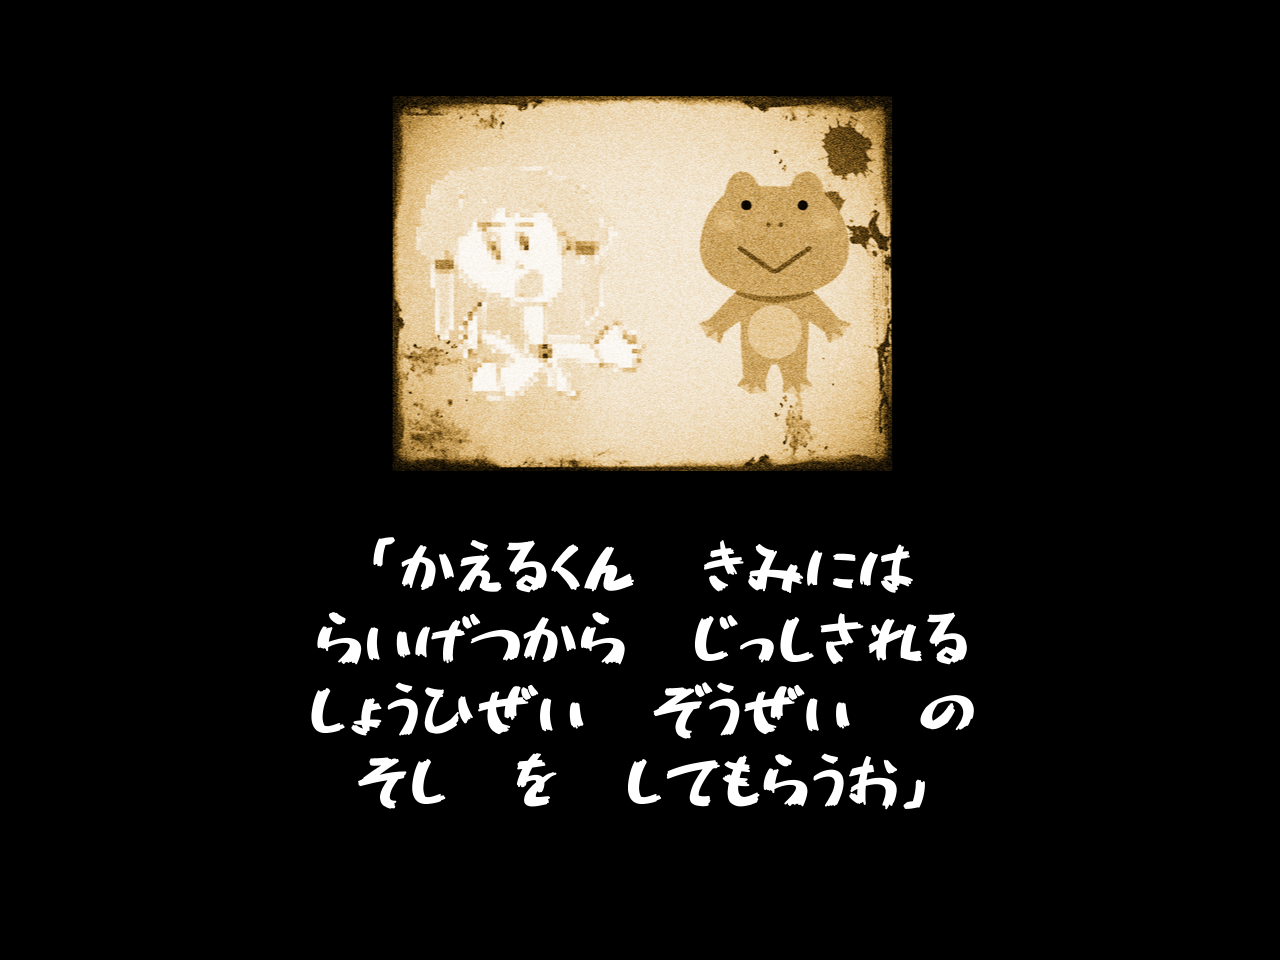 「かえるくん　きみには
らいげつから　じっしされる
しょうひぜい　ぞうぜい　の
そし　を　してもらうお」